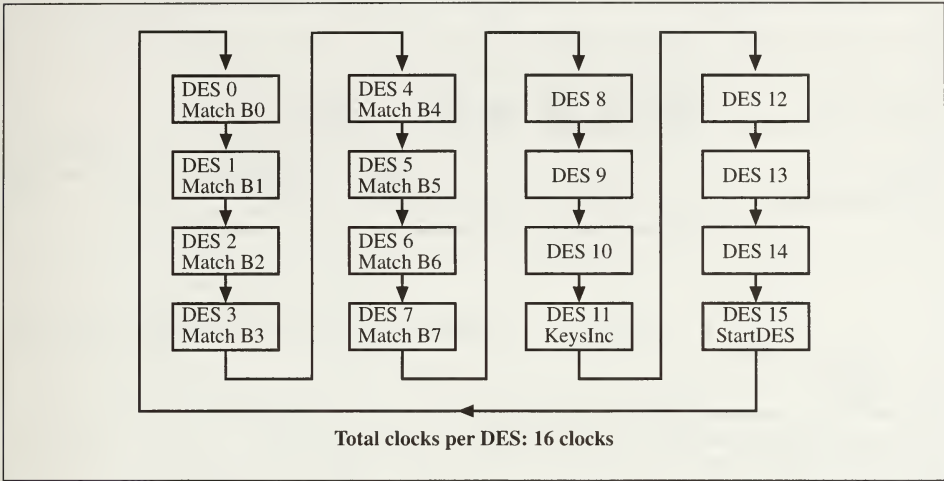 DES 0
Match B0
DES 1
Match B1
DES 2
Match B2
DES 3
Match B3
DES 4
Match B4
DES 5
Match B5
DES 6
Match B6
DES 7
Match B7
DES 8
DES 9
DES 10
DES 11
KeysInc
DES 12
DES 13
DES 14
DES 15
StartDES
Total clocks per DES: 16 clocks